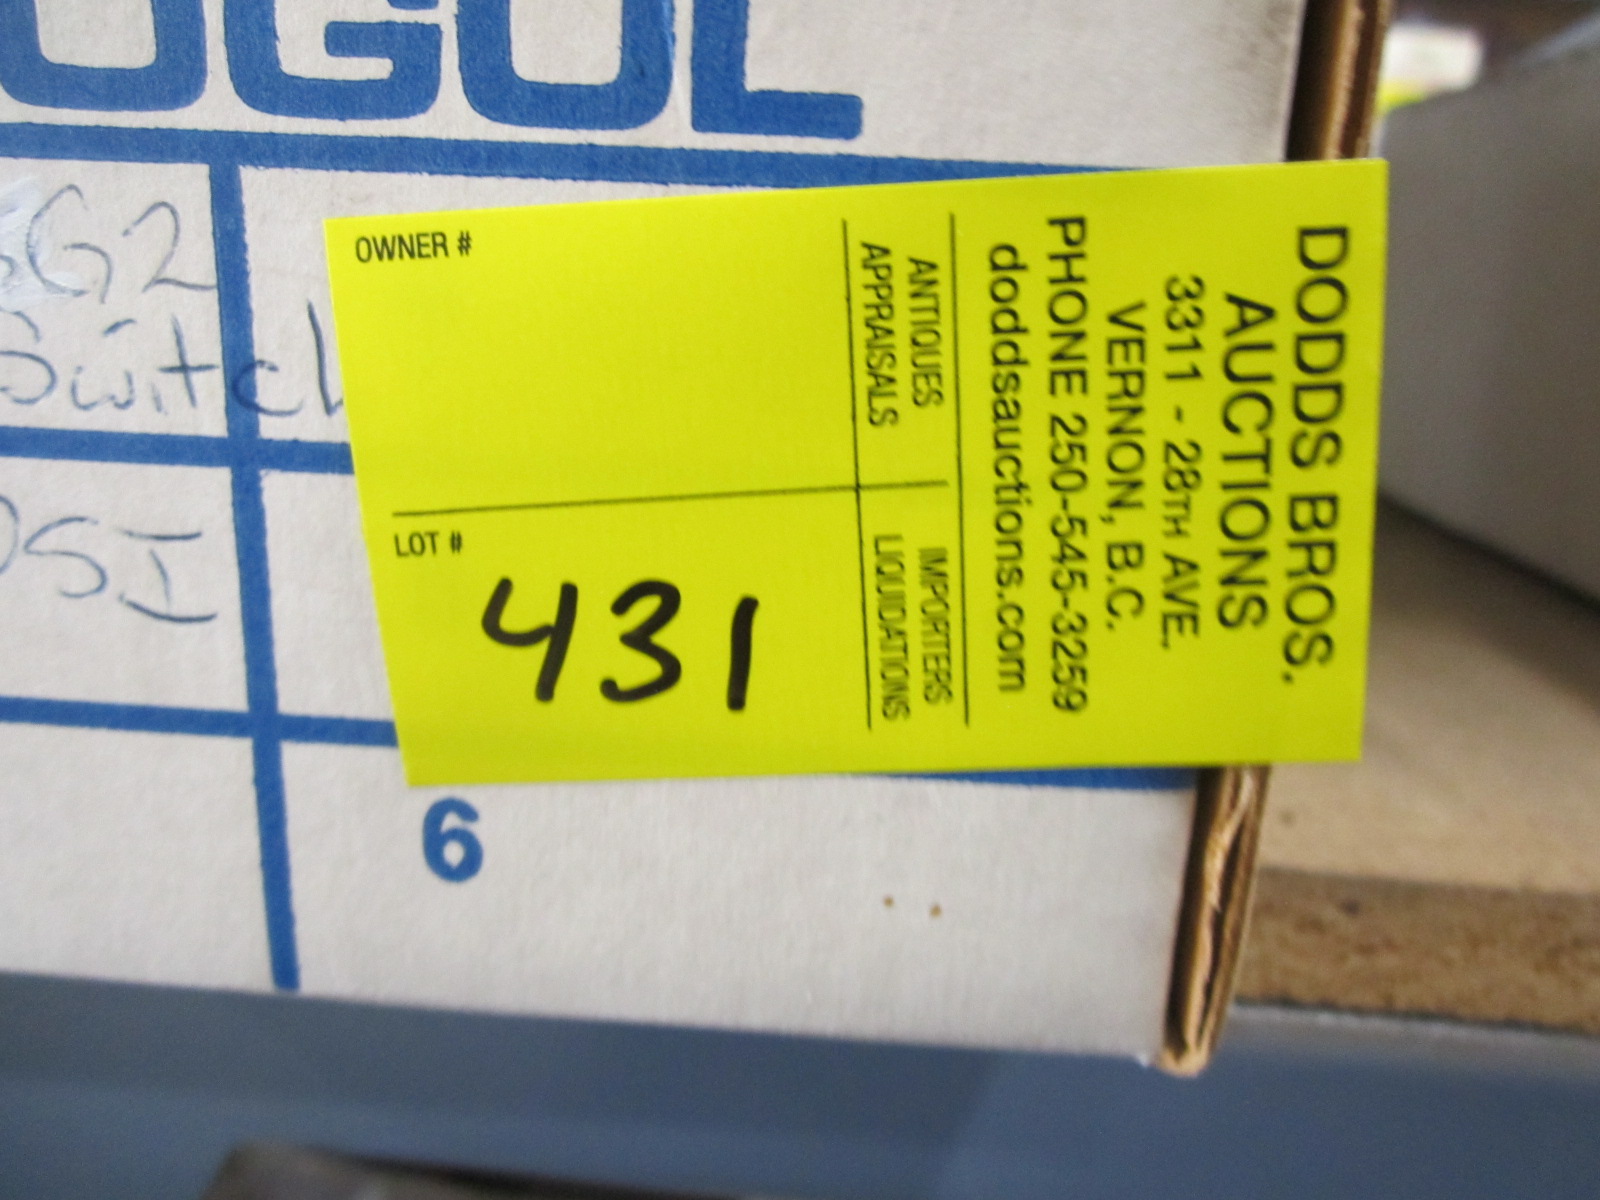 OGOL
G2
Switch
OWNER #
LOT #
431
DODDS BROS.
AUCTIONS
3311 - 28TH AVE.
VERNON, B.C.
PHONE 250-545-3259
doddsauctions.com
ANTIQUES
APPRAISALS
IMPORTERS
LIQUIDATIONS
SI
6